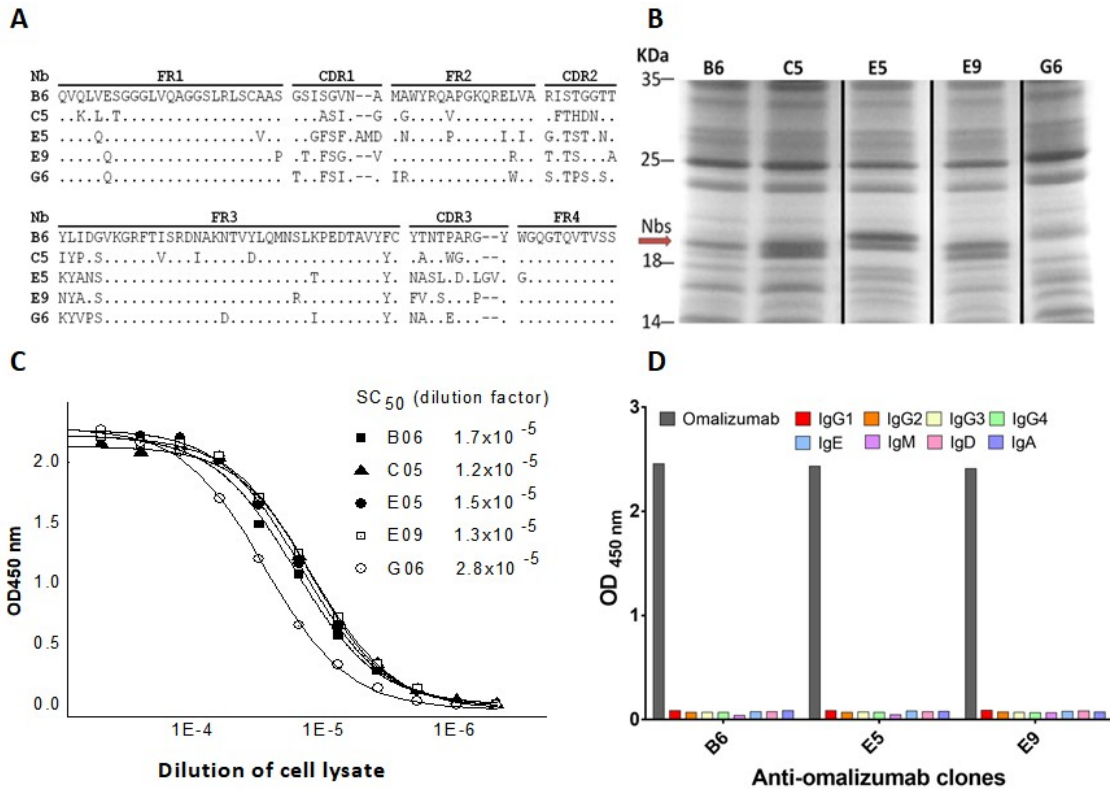 A
Nb FR1 CDR1 FR2 CDR2
B6 QVQLVESGGGLVQAGGSLRLSCAAS GSISGVN--A MAWYRQAPGKQRELVA RISTGGTT
C5 ..K.L.T.................. ...ASI.--G .G....V......... .FTHDN..
E5 ....Q.................V.. ..GFSF.AMD .N....P.....I.I. G.TST.N.
E9 .....Q..................P T..FSG.--V .............R.. T.TS...A
G6 .....Q................... T..FSI.--. IR...........W.. S.TPS.S.
Nb FR3 CDR3 FR4
B6 YLIDGVKGRFTISRDNAKNTVYLQMNSLKPEDTAVYFC YTNTPARG--Y WGQGTQVTVSS
C5 IYP.S......V...I.....Y..............Y. .A..WG..--. ...........
E5 KYANS.......................T.......Y. NASL.D.LGV. G..........
E9 NYA.S.....................R.........Y. FV.S...P--. ...........
G6 KYVPS.............D.........I.......Y. NA..E...--. ...........
B
KDa B6 C5 E5 E9 G6
35
25
Nbs
18
14
C
SC50 (dilution factor)
B06 1.7x10 -5
C05 1.2x10 -5
E05 1.5x10 -5
E09 1.3x10 -5
G06 2.8x10 -5
OD450 nm
2.0
1.5
1.0
0.5
0.0
1E-4 1E-5 1E-6
Dilution of cell lysate
D
Omalizumab IgG1 IgG2 IgG3 IgG4
IgE IgM IgD IgA
OD 450 nm
3
2
1
0
B6 E5 E9
Anti-omalizumab clones